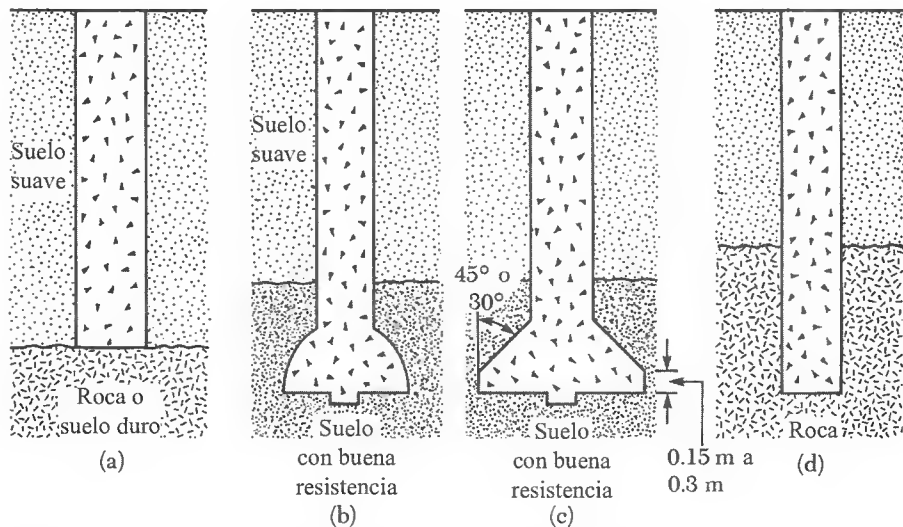 Suelo
suave
Roca o
suelo duro
(a)
Suelo
suave
Suelo
con buena
resistencia
(b)
45° o
30°
Suelo
con buena
resistencia
(c)
0.15 m a
0.3 m
Roca
(d)